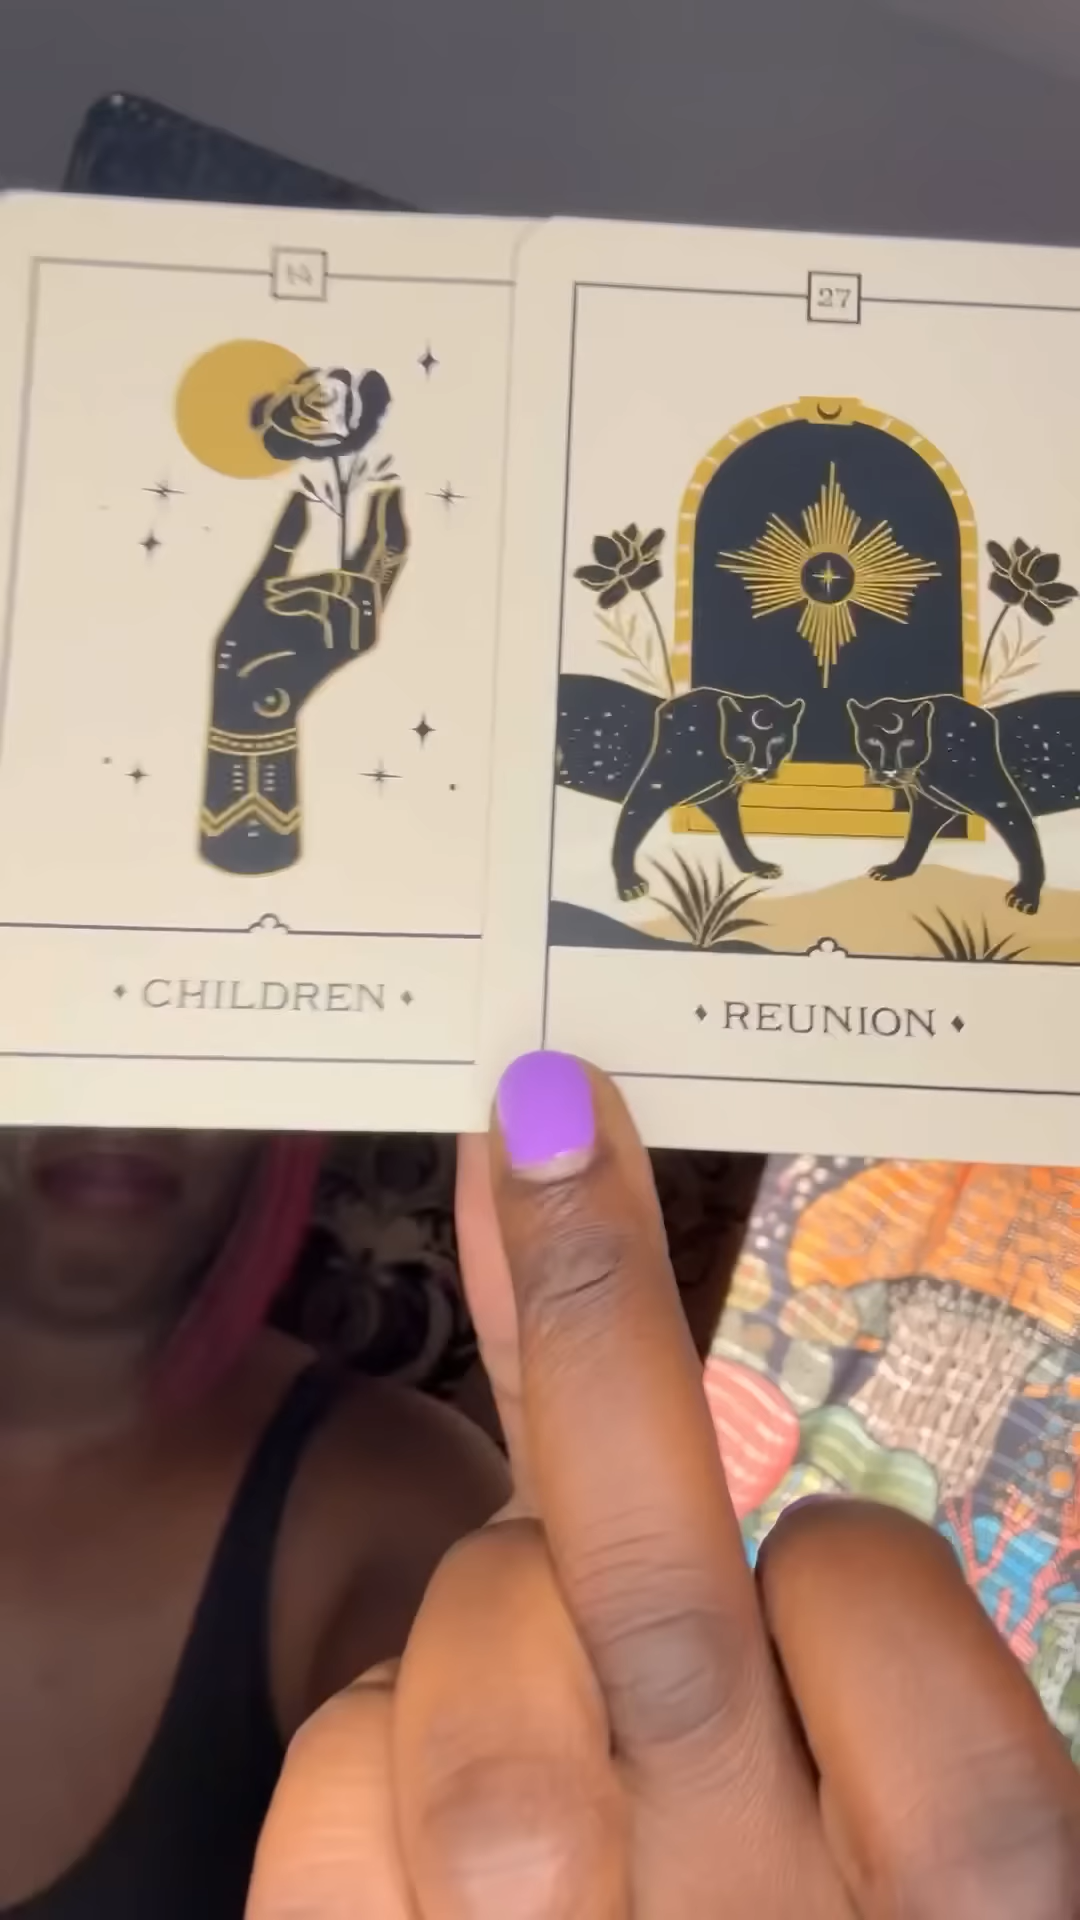 27
♦ CHILDREN ♦
♦ REUNION ♦